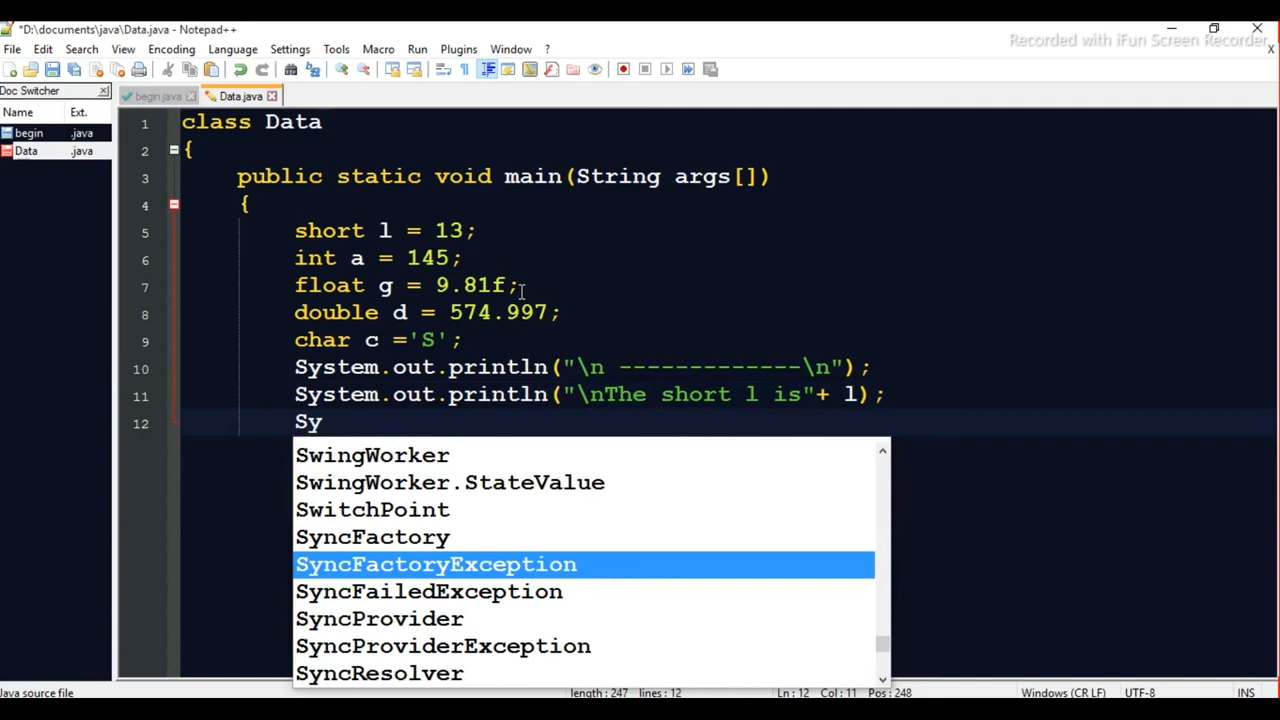 *D:\documents\java\Data.java - Notepad++
Recorded with iFun Screen Recorder
File Edit Search View Encoding Language Settings Tools Macro Run Plugins Window ? X
Doc Switcher
begin.java Data.java
Name Ext.
begin .java
Data .java
1 class Data
2 {
3 public static void main(String args[])
4 {
5 short l = 13;
6 int a = 145;
7 float g = 9.81f;
8 double d = 574.997;
9 char c ='S';
10 System.out.println("\n -------------\n");
11 System.out.println("\nThe short l is"+ l);
12 Sy
SwingWorker
SwingWorker.StateValue
SwitchPoint
SyncFactory
SyncFactoryException
SyncFailedException
SyncProvider
SyncProviderException
SyncResolver
Java source file length : 247 lines : 12 Ln : 12 Col : 11 Pos : 248 Windows (CR LF) UTF-8 INS